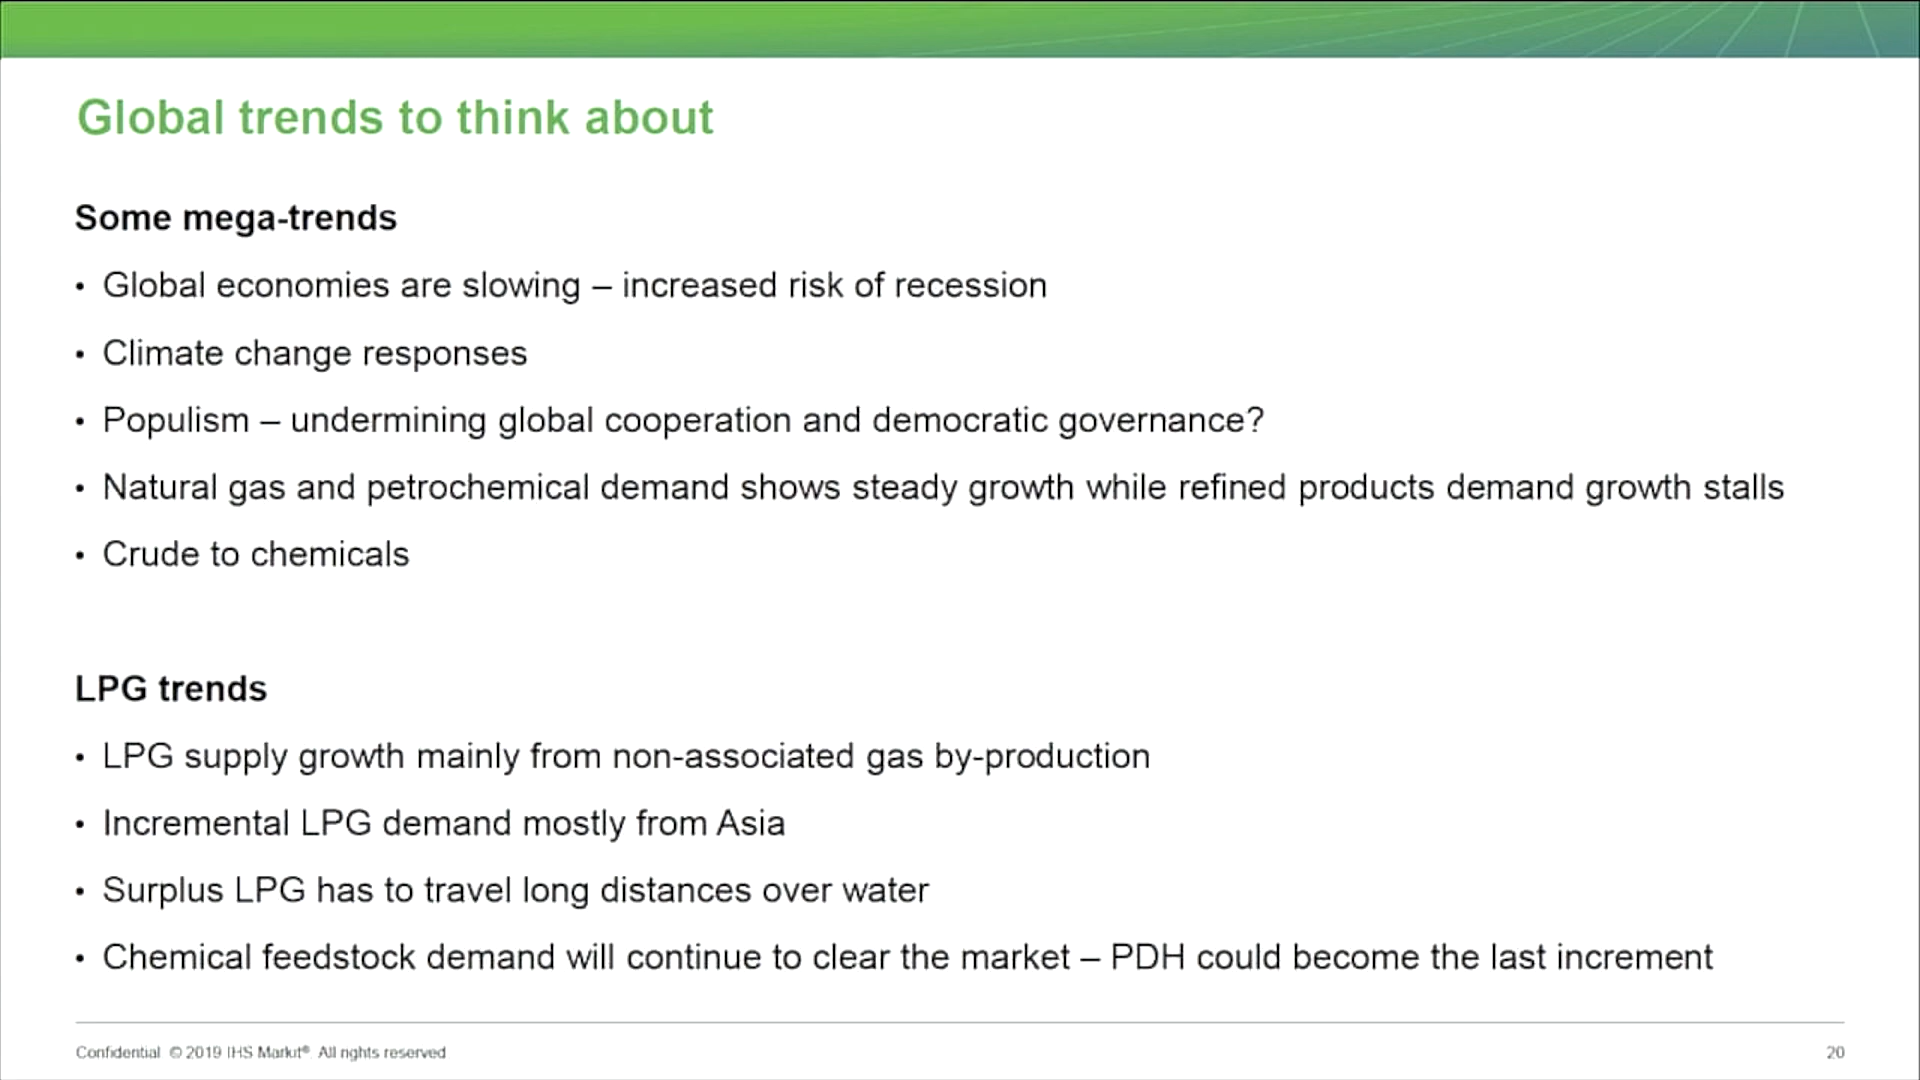 Global trends to think about
Some mega-trends
• Global economies are slowing – increased risk of recession
• Climate change responses
• Populism – undermining global cooperation and democratic governance?
• Natural gas and petrochemical demand shows steady growth while refined products demand growth stalls
• Crude to chemicals
LPG trends
• LPG supply growth mainly from non-associated gas by-production
• Incremental LPG demand mostly from Asia
• Surplus LPG has to travel long distances over water
• Chemical feedstock demand will continue to clear the market – PDH could become the last increment
Confidential. © 2019 IHS Markit®. All rights reserved.
20